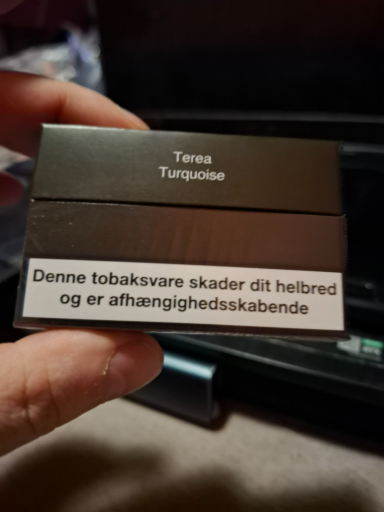 Terea
Turquoise
Denne tobaksvare skader dit helbred
og er afhængighedsskabende